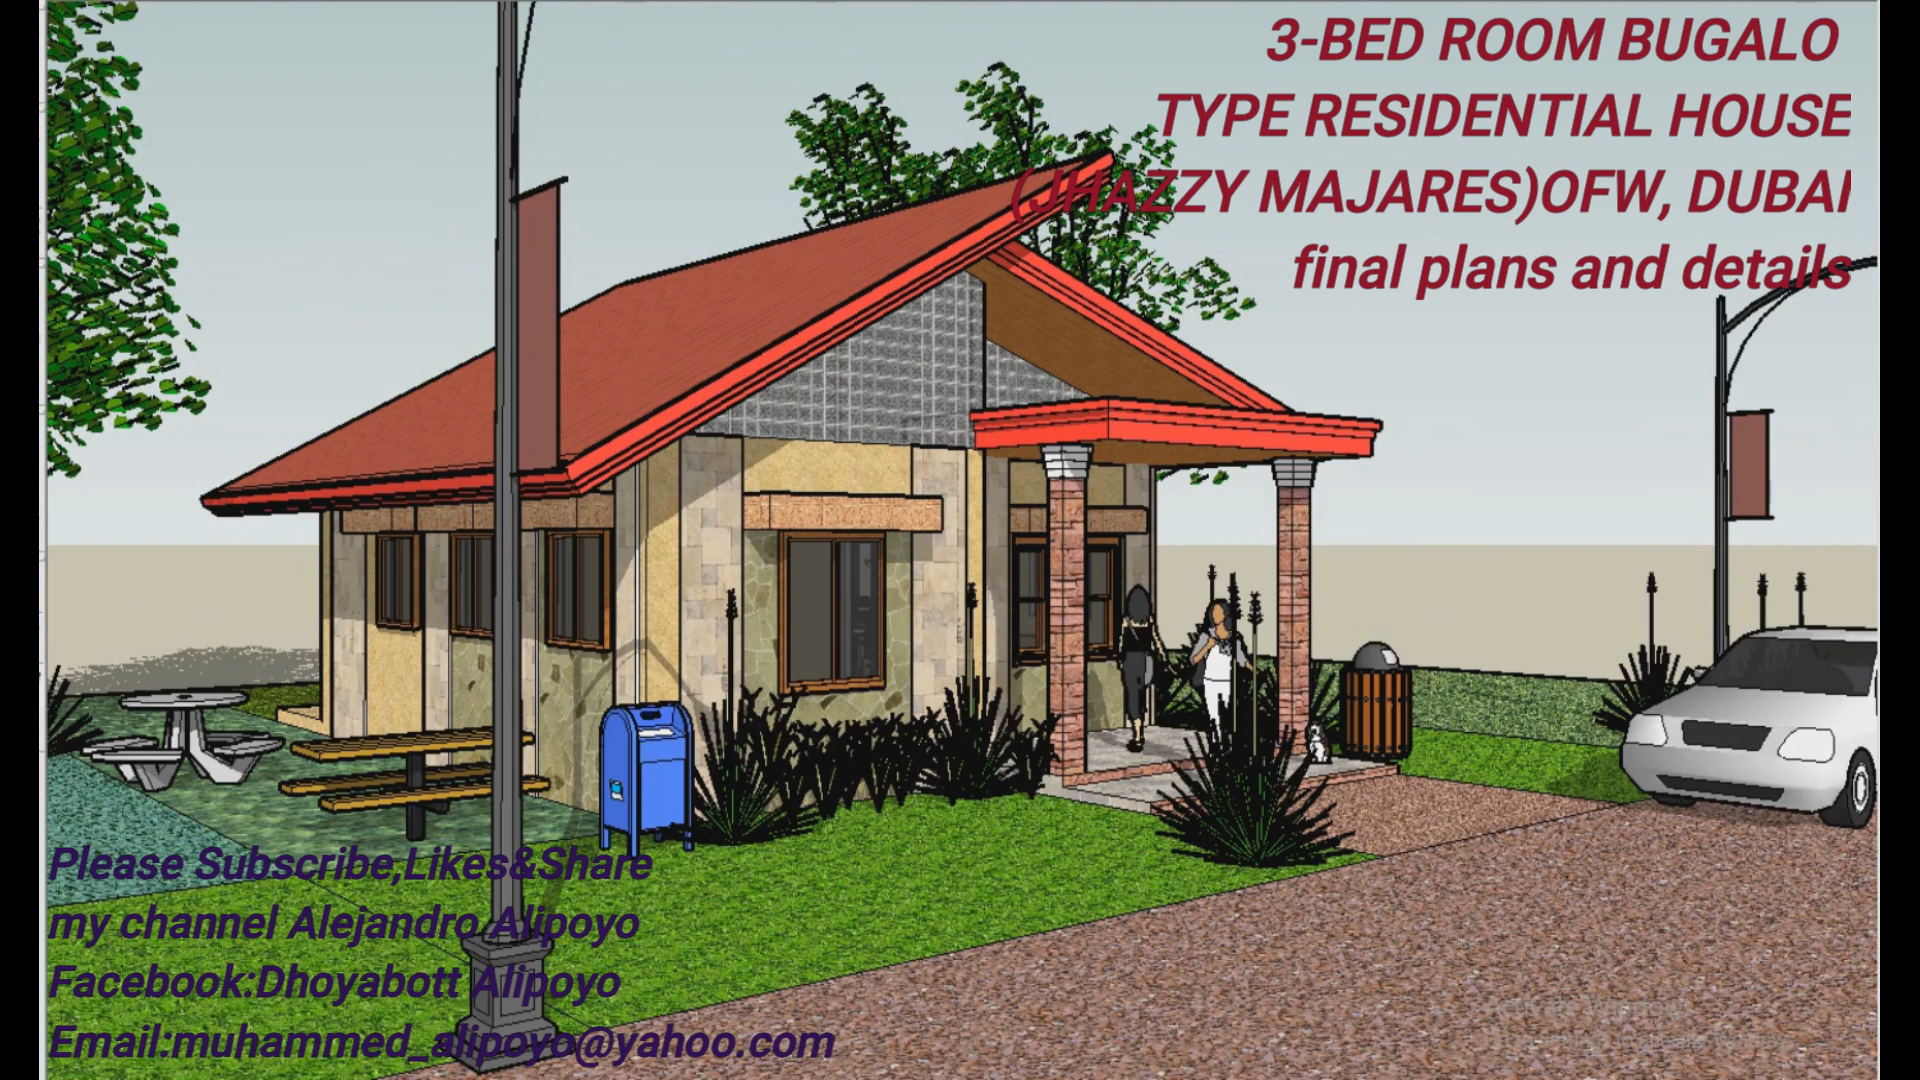 3-BED ROOM BUGALO
TYPE RESIDENTIAL HOUSE
(JHAZZY MAJARES)OFW, DUBAI
final plans and details
Please Subscribe,Likes&Share
my channel Alejandro Alipoyo
Facebook:Dhoyabott Alipoyo
Email:muhammed_alipoyo@yahoo.com